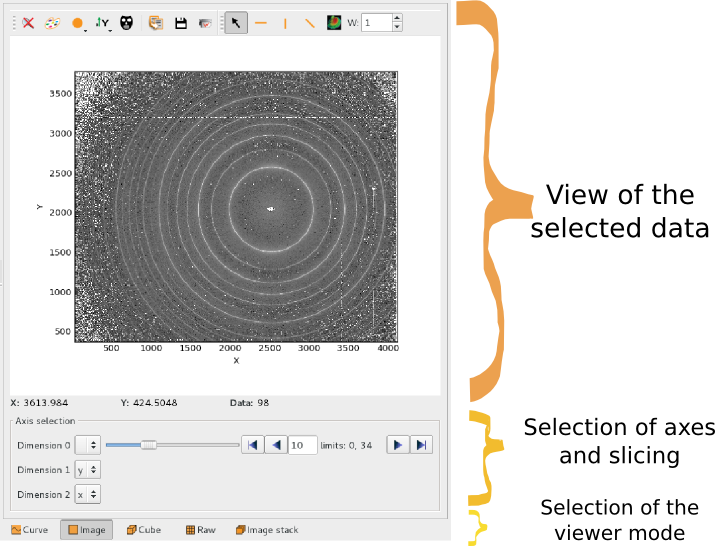 W: 1
View of the
selected data
3500
3000
2500
2000
1500
1000
500
Y
500 1000 1500 2000 2500 3000 3500 4000
X
X: 3613.984 Y: 424.5048 Data: 98
Axis selection
Dimension 0 10 limits: 0, 34
Dimension 1 y
Dimension 2 x
Selection of axes
and slicing
Curve Image Cube Raw Image stack
Selection of the
viewer mode